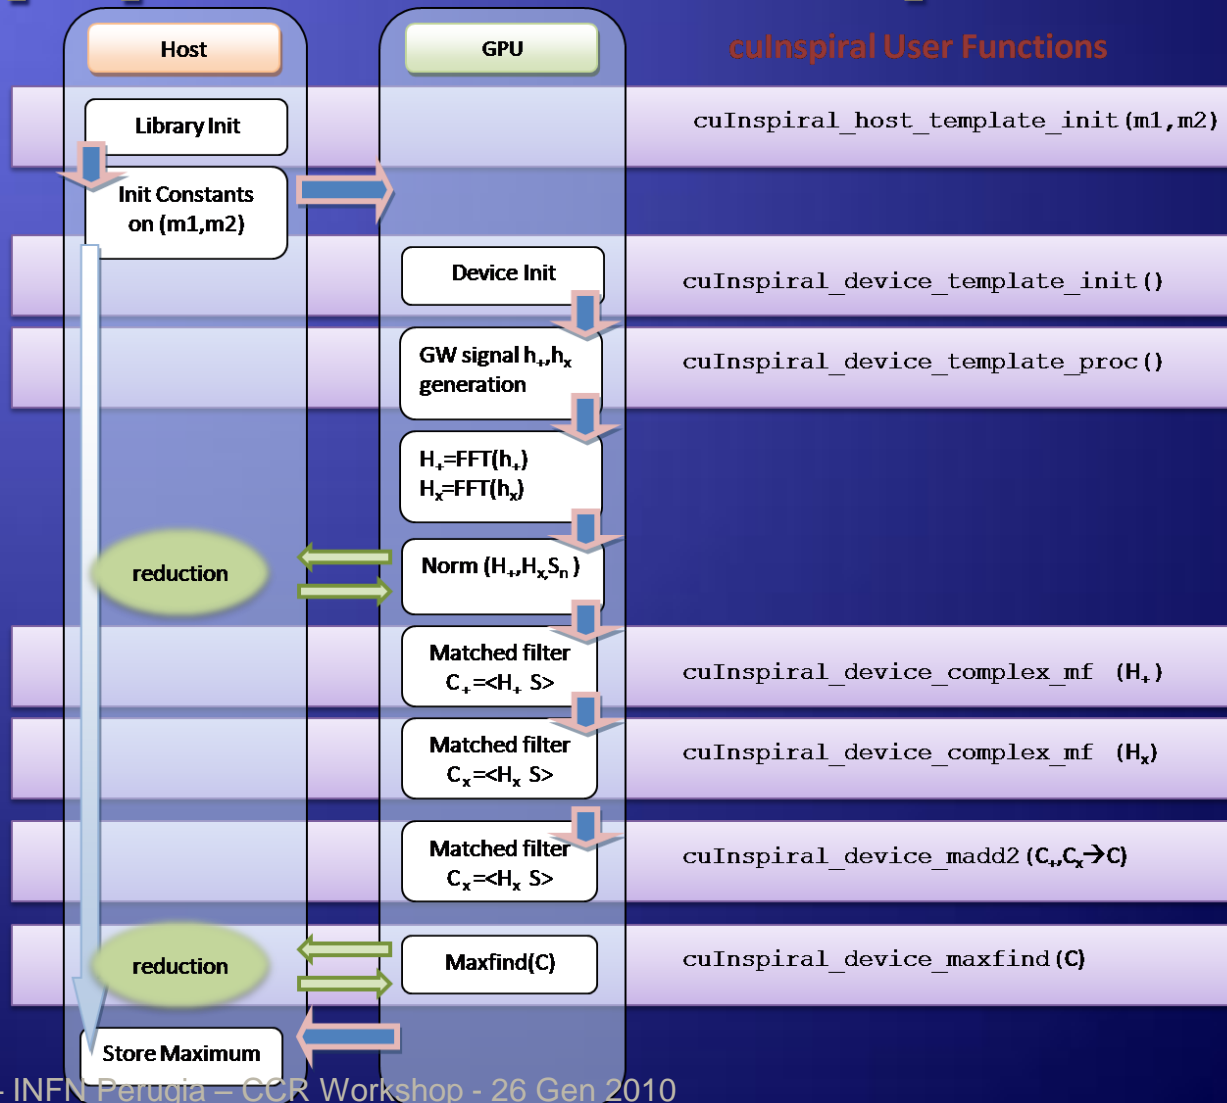 Host
GPU
cuInspiral User Functions
Library Init
cuInspiral_host_template_init(m1,m2)
Init Constants
on (m1,m2)
Device Init
cuInspiral_device_template_init()
GW signal h₊,hₓ
generation
cuInspiral_device_template_proc()
H₊=FFT(h₊)
Hₓ=FFT(hₓ)
reduction
Norm (H₊,Hₓ,Sₙ )
Matched filter
C₊=<H₊ S>
cuInspiral_device_complex_mf (H₊)
Matched filter
Cₓ=<Hₓ S>
cuInspiral_device_complex_mf (Hₓ)
Matched filter
Cₓ=<Hₓ S>
cuInspiral_device_madd2(C₊,Cₓ→C)
reduction
Maxfind(C)
cuInspiral_device_maxfind(C)
Store Maximum
- INFN Perugia – CCR Workshop - 26 Gen 2010